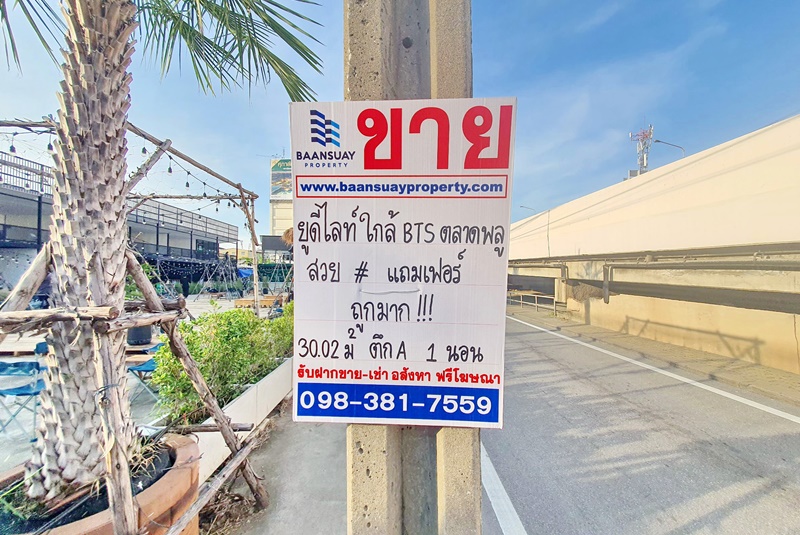 BAANSUAY
PROPERTY
ขาย
www.baansuayproperty.com
ยูดีไลท์ ใกล้ BTS ตลาดพลู
สวย # แถมเฟอร์
ถูกมาก !!!
30.02 ม² ตึก A 1 นอน
รับฝากขาย-เช่า อสังหา ฟรีโฆษณา
098-381-7559